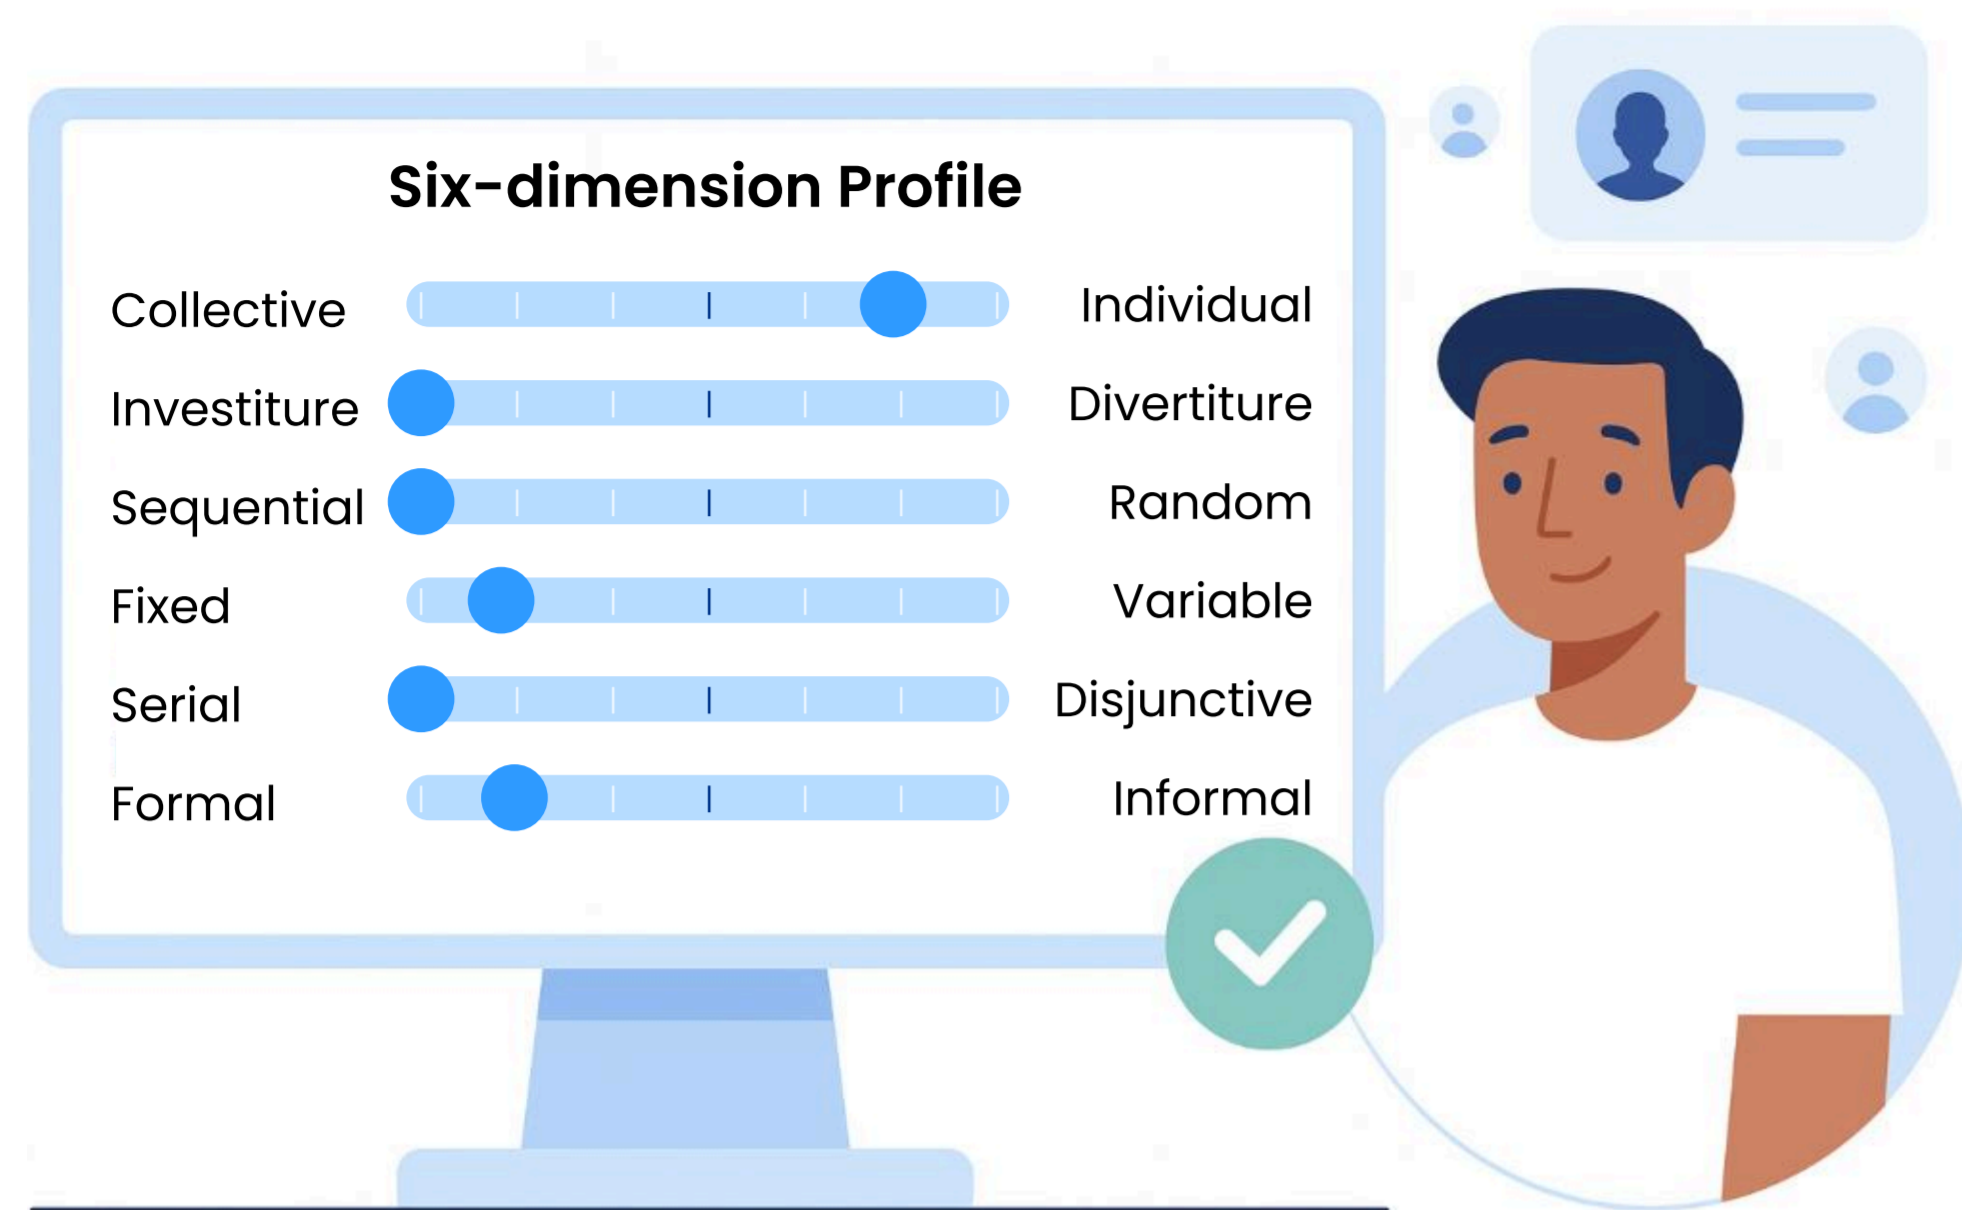 Six-dimension Profile
Collective Individual
Investiture Divertiture
Sequential Random
Fixed Variable
Serial Disjunctive
Formal Informal